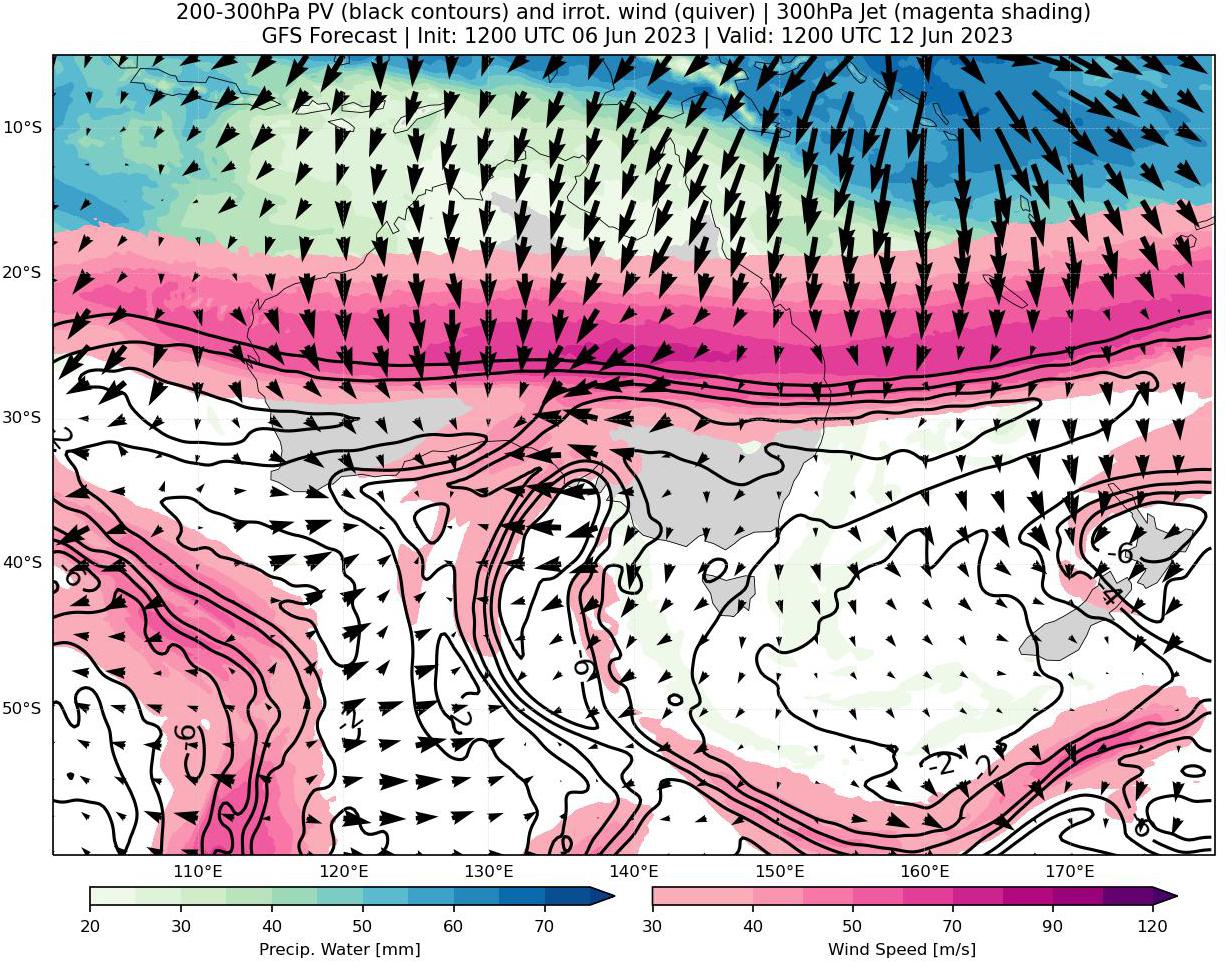 200-300hPa PV (black contours) and irrot. wind (quiver) | 300hPa Jet (magenta shading)
GFS Forecast | Init: 1200 UTC 06 Jun 2023 | Valid: 1200 UTC 12 Jun 2023
10°S
20°S
30°S
-2
40°S
-6
-6
-4
-6
50°S
0
-2
-2
-6
-2
-2
0
0
110°E 120°E 130°E 140°E 150°E 160°E 170°E
20 30 40 50 60 70
30 40 50 70 90 120
Precip. Water [mm]
Wind Speed [m/s]